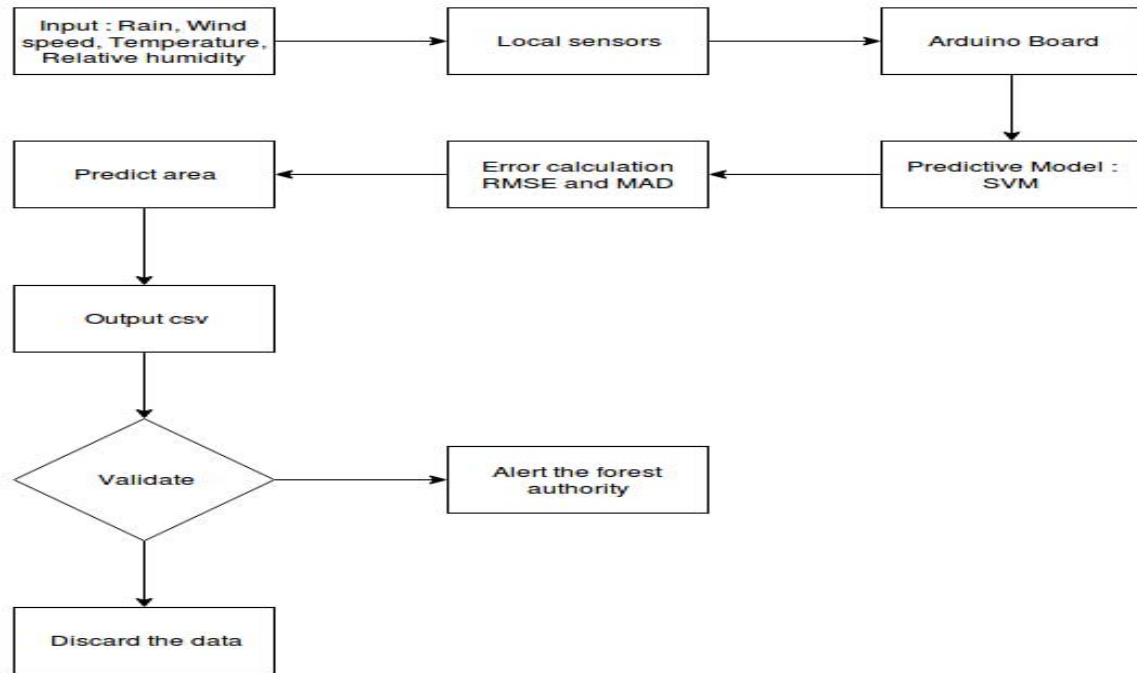 Input : Rain, Wind
speed, Temperature,
Relative humidity
Local sensors
Arduino Board
Predictive Model :
SVM
Error calculation
RMSE and MAD
Predict area
Output csv
Validate
Alert the forest
authority
Discard the data